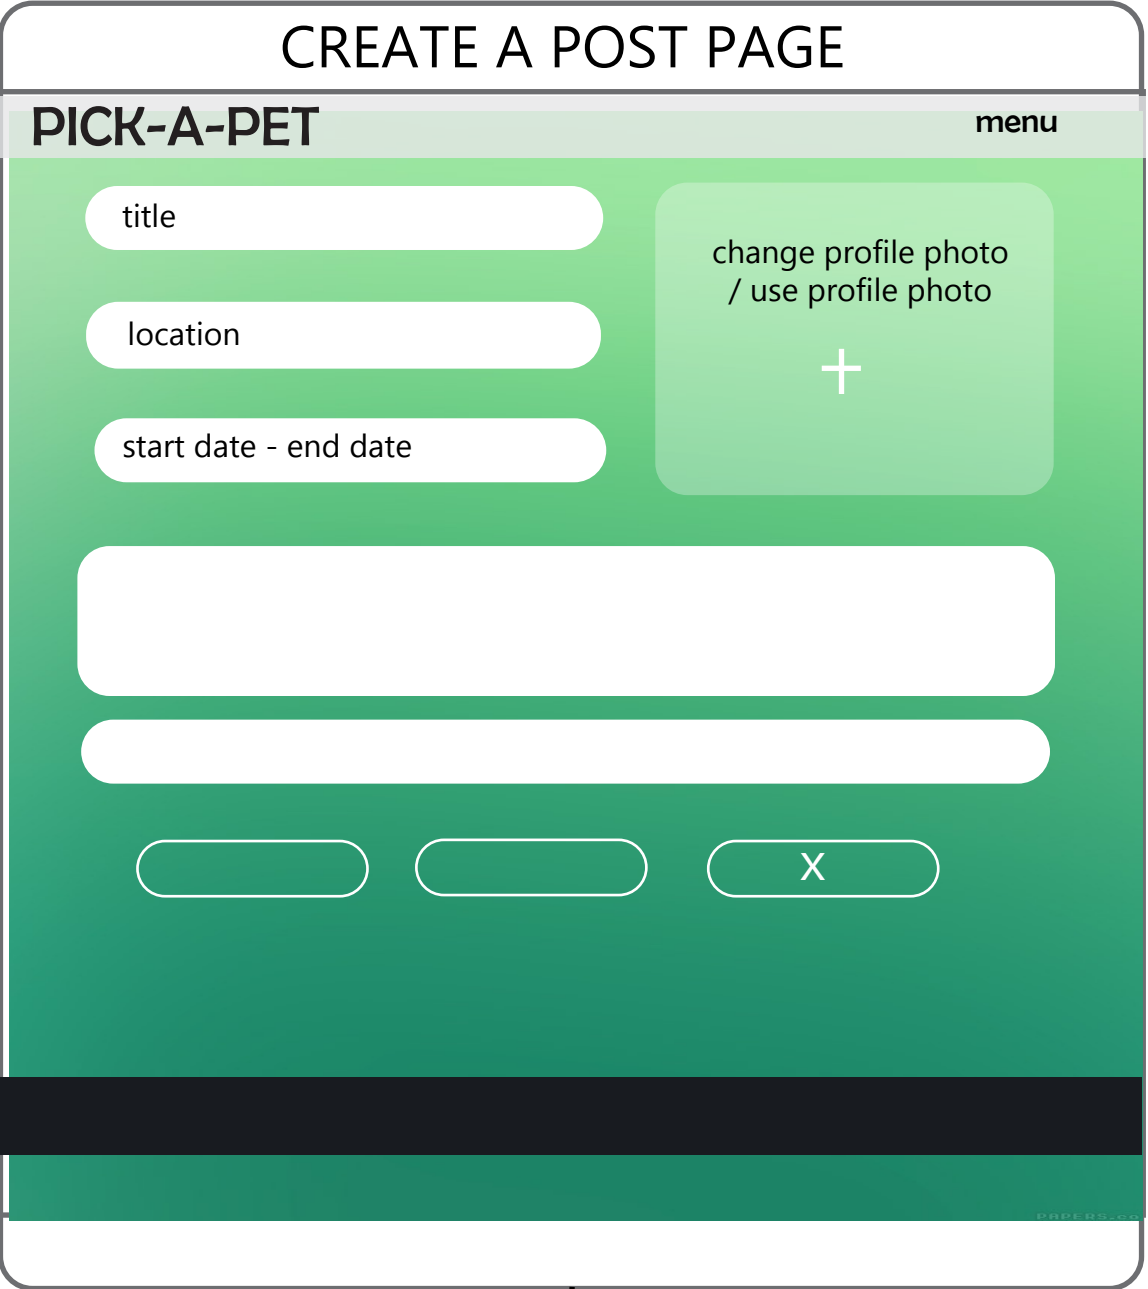 CREATE A POST PAGE
PICK-A-PET
menu
title
location
start date - end date
change profile photo
/ use profile photo
+
X